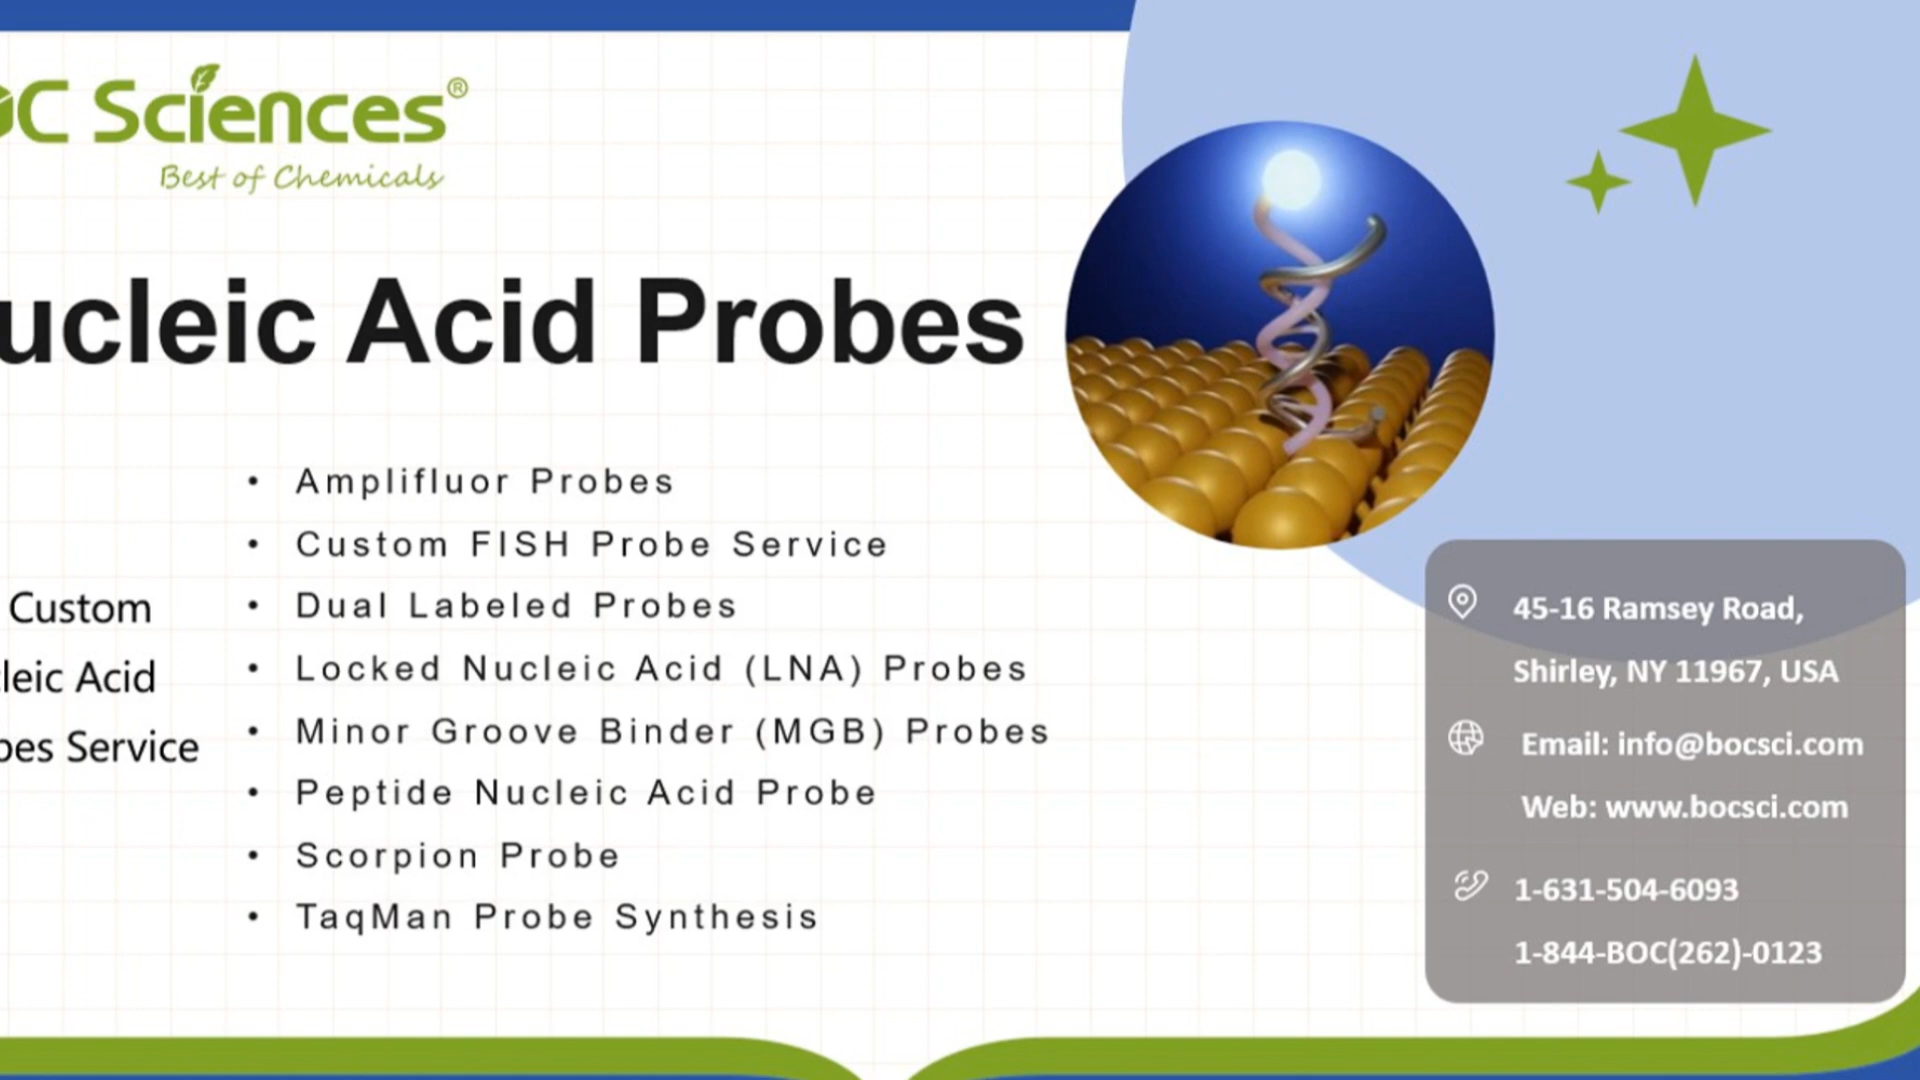 OC Sciences®
Best of Chemicals
ucleic Acid Probes
Custom
leic Acid
bes Service
• Amplifluor Probes
• Custom FISH Probe Service
• Dual Labeled Probes
• Locked Nucleic Acid (LNA) Probes
• Minor Groove Binder (MGB) Probes
• Peptide Nucleic Acid Probe
• Scorpion Probe
• TaqMan Probe Synthesis
45-16 Ramsey Road,
Shirley, NY 11967, USA
Email: info@bocsci.com
Web: www.bocsci.com
1-631-504-6093
1-844-BOC(262)-0123